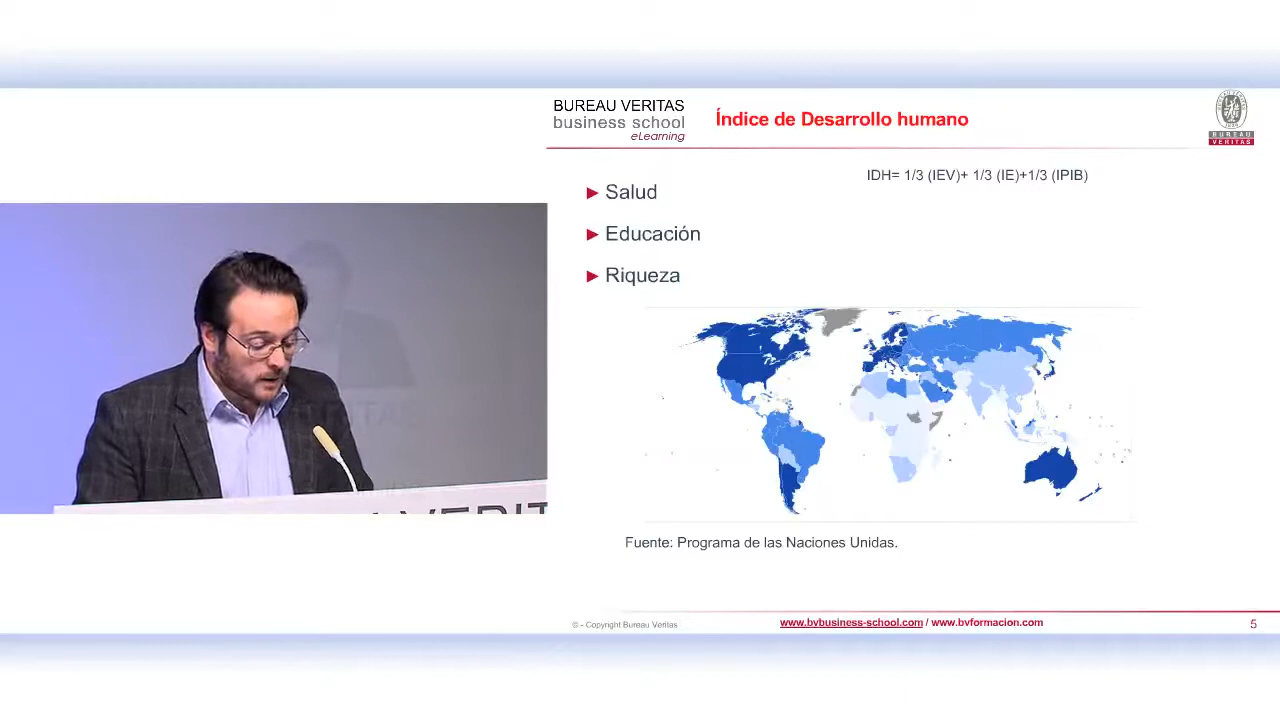 BUREAU VERITAS
business school
eLearning
Índice de Desarrollo humano
BUREAU
VERITAS
IDH= 1/3 (IEV)+ 1/3 (IE)+1/3 (IPIB)
► Salud
► Educación
► Riqueza
Fuente: Programa de las Naciones Unidas.
© - Copyright Bureau Veritas
www.bvbusiness-school.com / www.bvformacion.com
5